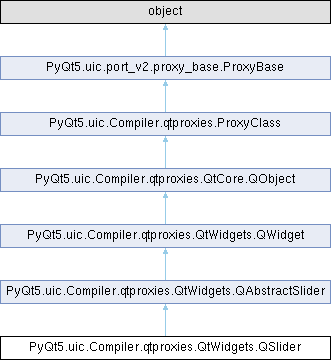 object
PyQt5.uic.port_v2.proxy_base.ProxyBase
PyQt5.uic.Compiler.qtproxies.ProxyClass
PyQt5.uic.Compiler.qtproxies.QtCore.QObject
PyQt5.uic.Compiler.qtproxies.QtWidgets.QWidget
PyQt5.uic.Compiler.qtproxies.QtWidgets.QAbstractSlider
PyQt5.uic.Compiler.qtproxies.QtWidgets.QSlider